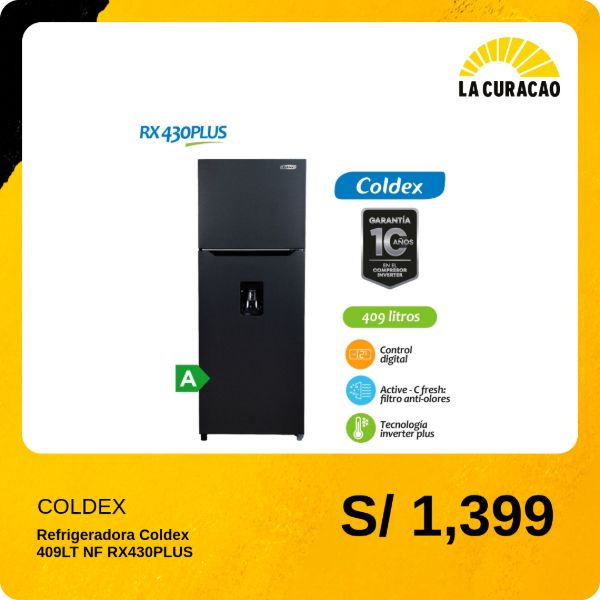 LA CURACAO
RX430PLUS
Coldex
GARANTÍA
10 AÑOS
EN EL
COMPRESOR
INVERTER
409 litros
Control
digital
Active - C fresh:
filtro anti-olores
Tecnología
inverter plus
A
COLDEX
Refrigeradora Coldex
409LT NF RX430PLUS
S/ 1,399